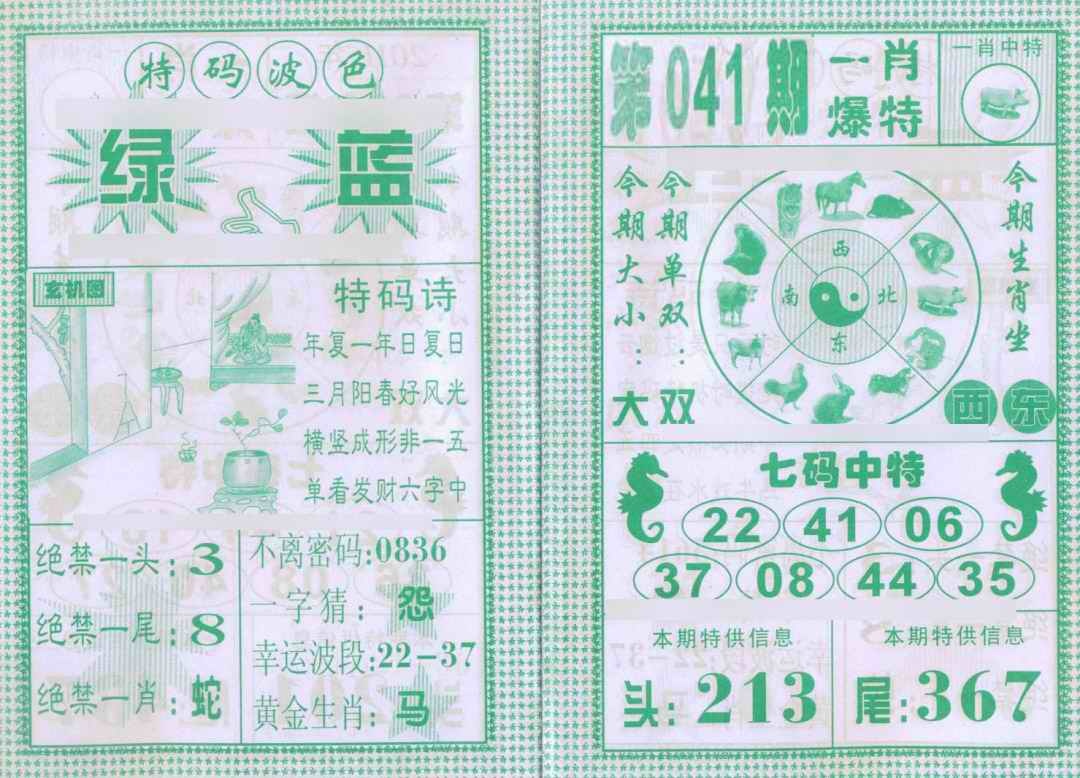 特码波色
绿 蓝
玄机图
特码诗
年复一年日复日
三月阳春好风光
横竖成形非一五
单看发财六字中
绝禁一头:3
绝禁一尾:8
绝禁一肖:蛇
不离密码:0836
一字猜:怨
幸运波段:22-37
黄金生肖:马
第041期
一肖
爆特
一肖中特
今期大小:大
今期单双:双
西
南 北
东
今期生肖坐
西 东
七码中特
22 41 06
37 08 44 35
本期特供信息
头:213
本期特供信息
尾:367